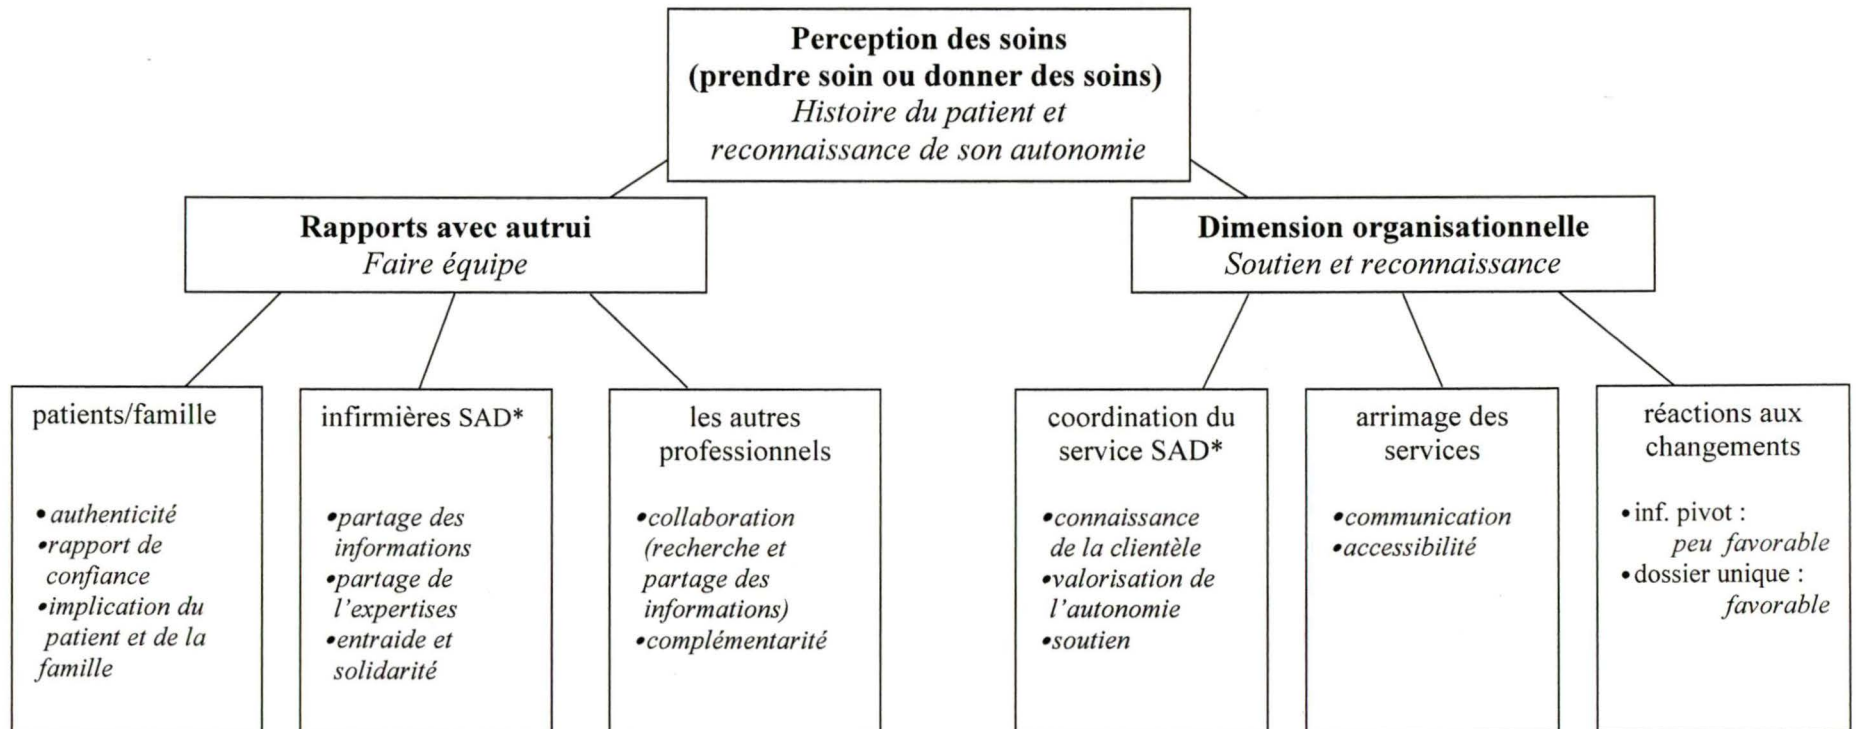 Perception des soins
(prendre soin ou donner des soins)
Histoire du patient et
reconnaissance de son autonomie
Rapports avec autrui
Faire équipe
Dimension organisationnelle
Soutien et reconnaissance
patients/famille
• authenticité
•rapport de
confiance
•implication du
patient et de la
famille
infirmières SAD*
•partage des
informations
•partage de
l'expertises
•entraide et
solidarité
les autres
professionnels
•collaboration
(recherche et
partage des
informations)
•complémentarité
coordination du
service SAD*
•connaissance
de la clientèle
•valorisation de
l'autonomie
•soutien
arrimage des
services
•communication
•accessibilité
réactions aux
changements
• inf. pivot :
peu favorable
• dossier unique :
favorable